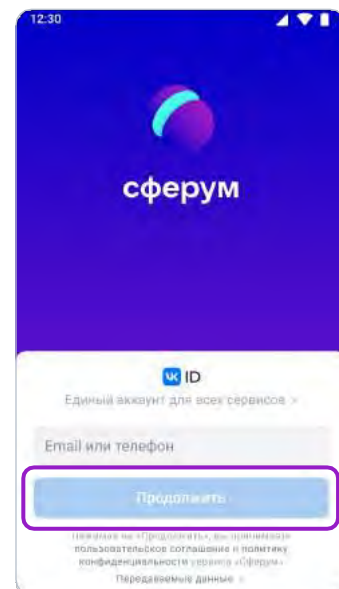 12:30
сферум
VK ID
Единый аккаунт для всех сервисов >
Email или телефон
Продолжить
Нажимая на «Продолжить», вы принимаете
пользовательское соглашение и политику
конфиденциальности сервиса «Сферум»
Передаваемые данные >